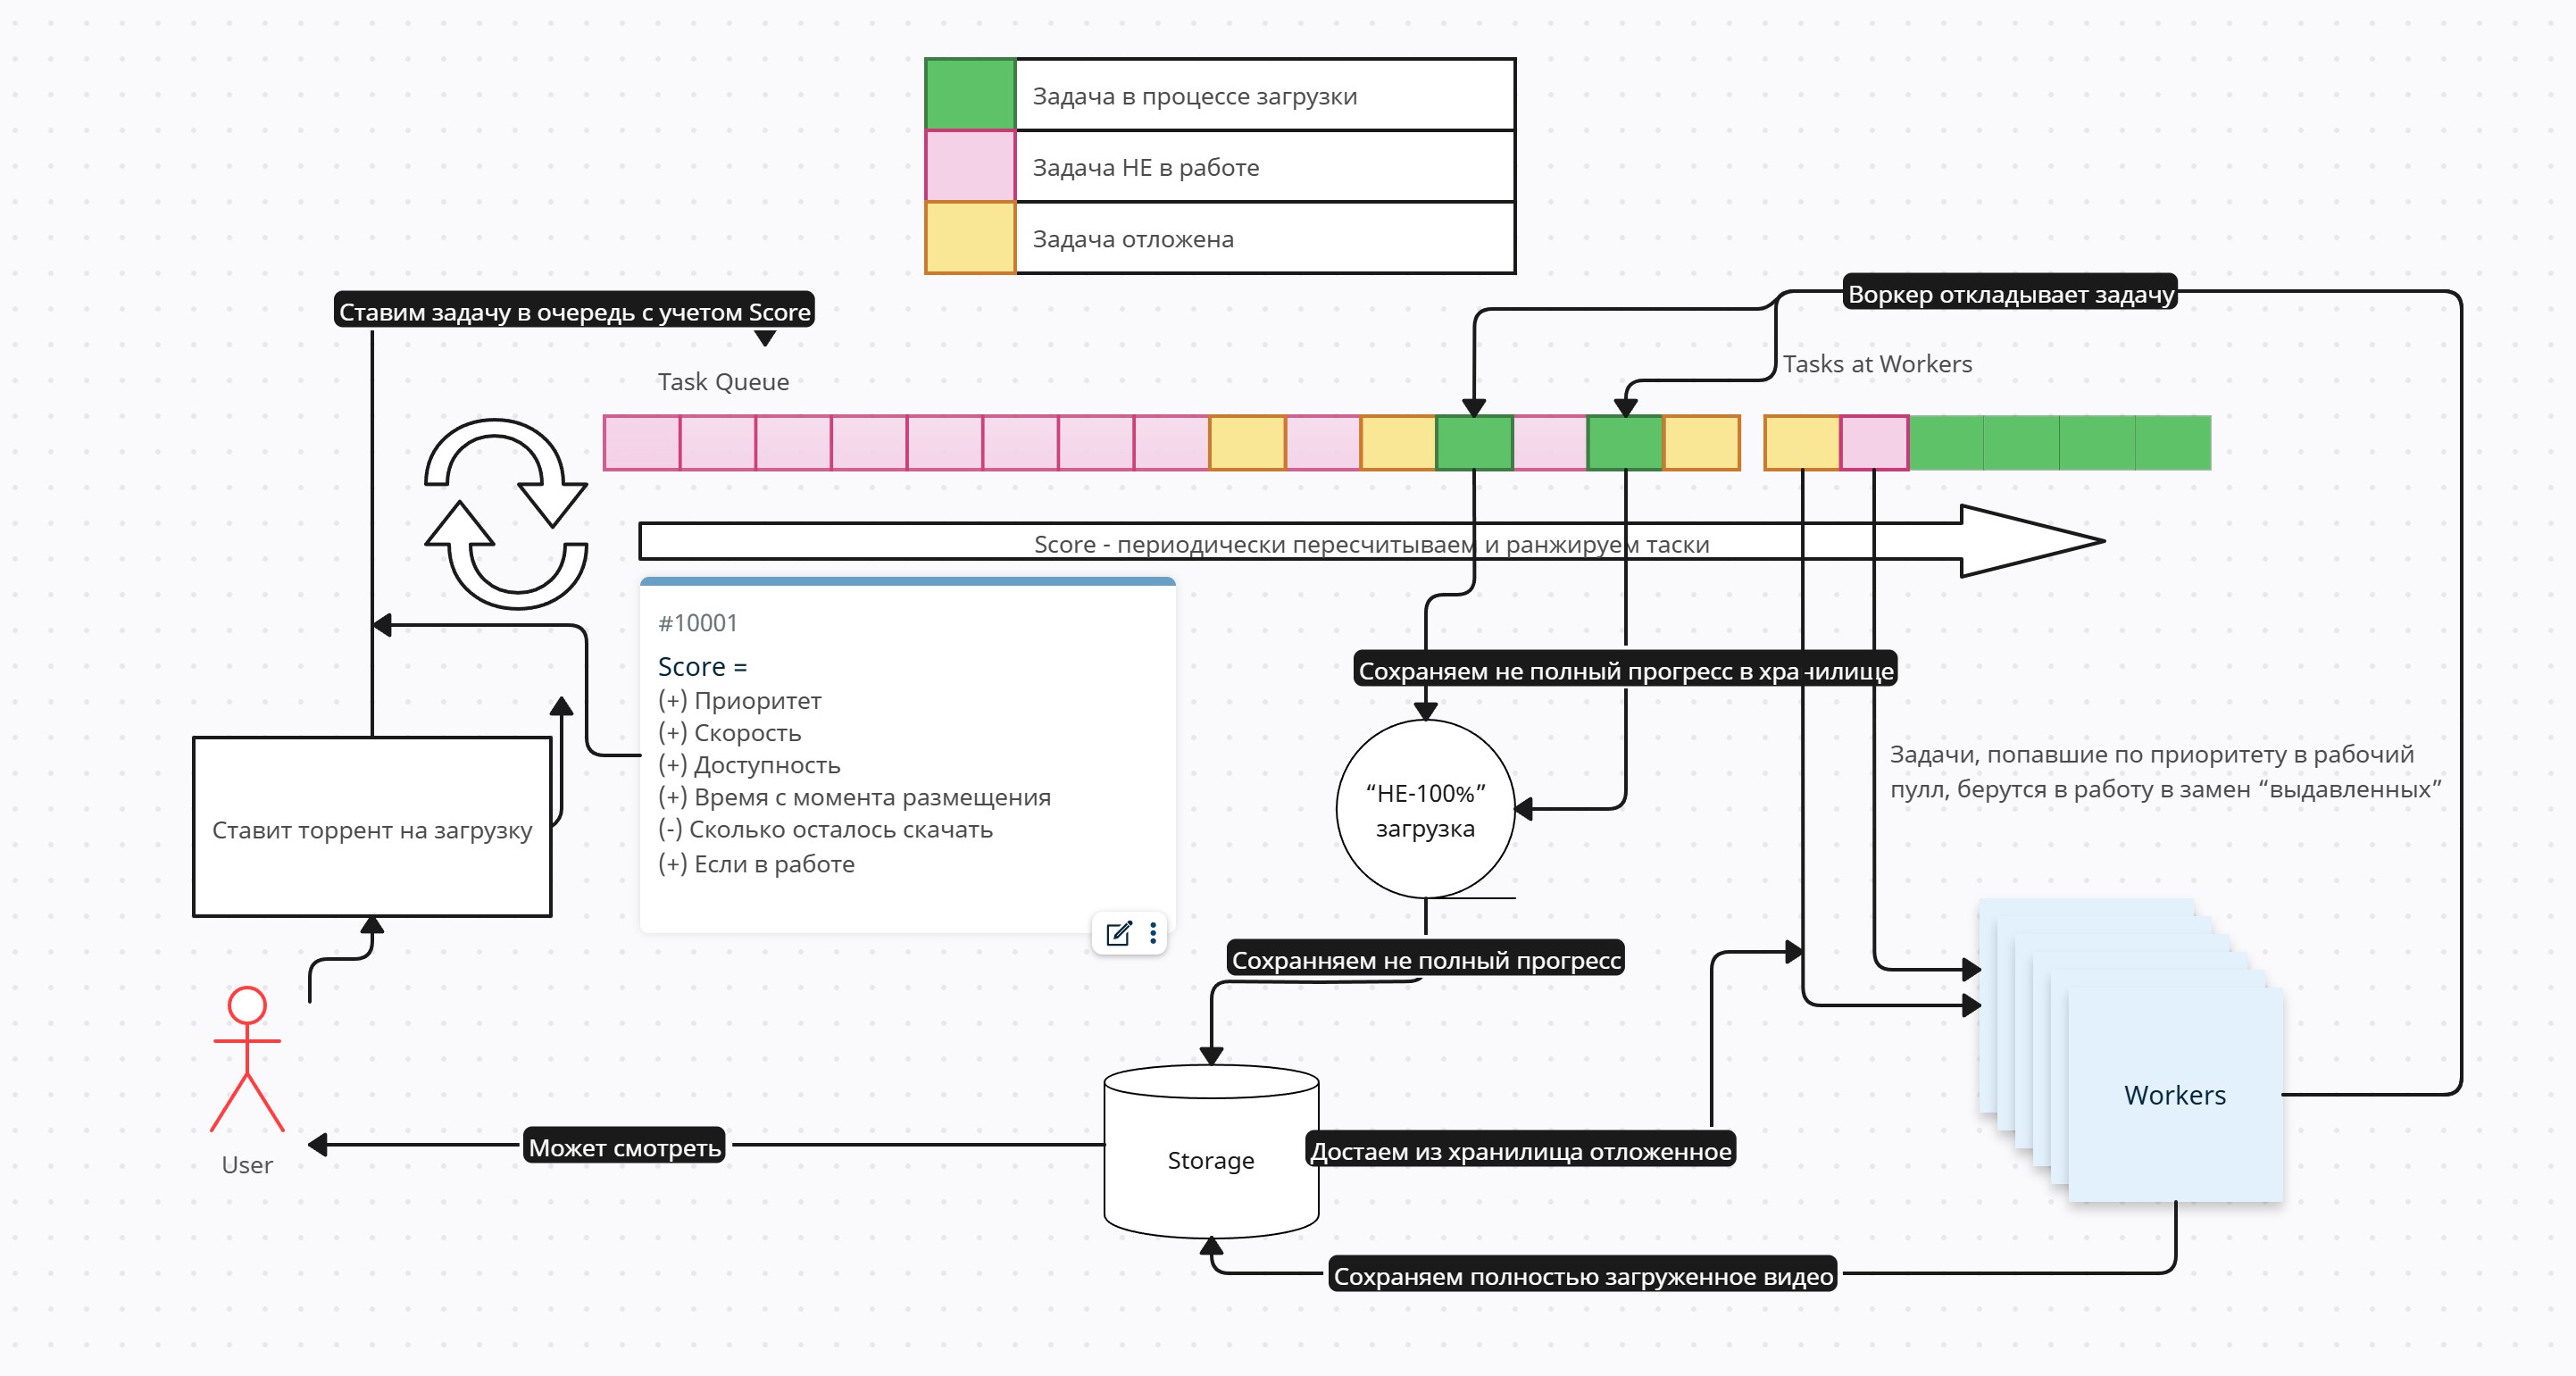 Задача в процессе загрузки
Задача НЕ в работе
Задача отложена
Ставим задачу в очередь с учетом Score
Воркер откладывает задачу
Task Queue
Tasks at Workers
Score - периодически пересчитываем и ранжируем таски
#10001
Score =
(+) Приоритет
(+) Скорость
(+) Доступность
(+) Время с момента размещения
(-) Сколько осталось скачать
(+) Если в работе
Сохраняем не полный прогресс в хранилище
Задачи, попавшие по приоритету в рабочий
пулл, берутся в работу в замен “выдавленных”
“НЕ-100%”
загрузка
Ставит торрент на загрузку
Сохранняем не полный прогресс
Workers
Может смотреть
Storage
Достаем из хранилища отложенное
User
Сохраняем полностью загруженное видео